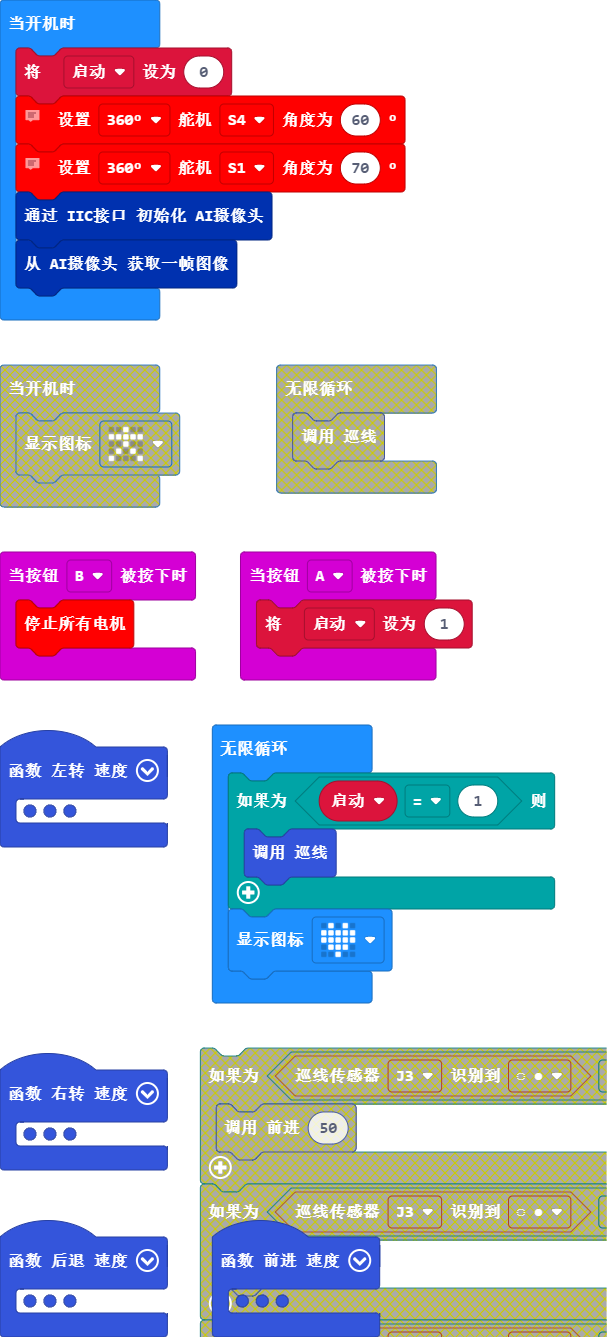 当开机时
将 启动 设为 0
设置 360° 舵机 S4 角度为 60 °
设置 360° 舵机 S1 角度为 70 °
通过 IIC接口 初始化 AI摄像头
从 AI摄像头 获取一帧图像
当开机时
显示图标
无限循环
调用 巡线
当按钮 B 被按下时
停止所有电机
当按钮 A 被按下时
将 启动 设为 1
函数 左转 速度
无限循环
如果为 启动 = 1 则
调用 巡线
显示图标
函数 右转 速度
如果为 巡线传感器 J3 识别到
调用 前进 50
如果为 巡线传感器 J3 识别到
函数 后退 速度
函数 前进 速度